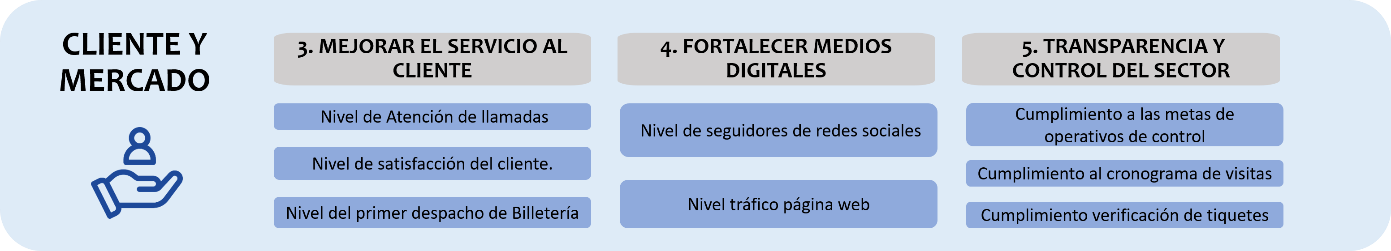 CLIENTE Y
MERCADO
3. MEJORAR EL SERVICIO AL
CLIENTE
Nivel de Atención de llamadas
Nivel de satisfacción del cliente.
Nivel del primer despacho de Billetería
4. FORTALECER MEDIOS
DIGITALES
Nivel de seguidores de redes sociales
Nivel tráfico página web
5. TRANSPARENCIA Y
CONTROL DEL SECTOR
Cumplimiento a las metas de
operativos de control
Cumplimiento al cronograma de visitas
Cumplimiento verificación de tiquetes